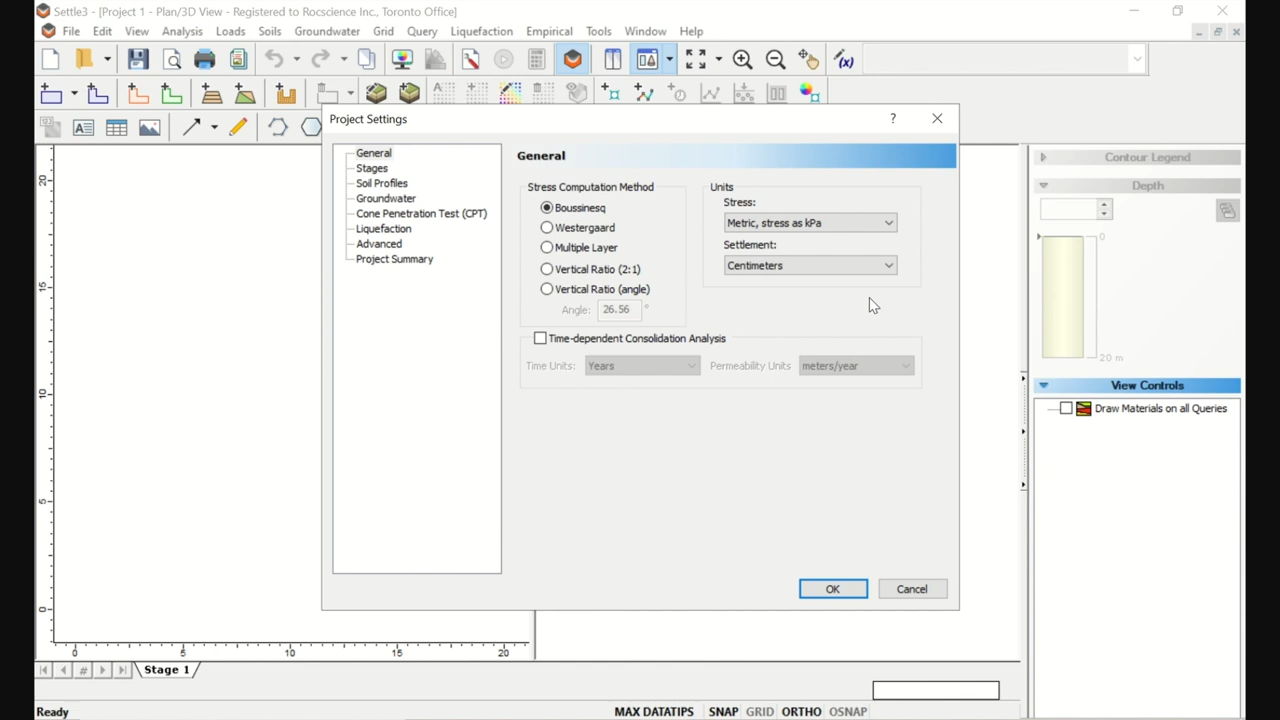 Settle3 - [Project 1 - Plan/3D View - Registered to Rocscience Inc., Toronto Office]
File Edit View Analysis Loads Soils Groundwater Grid Query Liquefaction Empirical Tools Window Help
(x)
A
Project Settings ? ×
General
Stages
Soil Profiles
Groundwater
Cone Penetration Test (CPT)
Liquefaction
Advanced
Project Summary
General
Stress Computation Method
Boussinesq
Westergaard
Multiple Layer
Vertical Ratio (2:1)
Vertical Ratio (angle)
Angle: 26.56 °
Units
Stress:
Metric, stress as kPa
Settlement:
Centimeters
Time-dependent Consolidation Analysis
Time Units: Years Permeability Units meters/year
OK Cancel
20
15
10
5
0
0 5 10 15 20
Contour Legend
Depth
0
20 m
View Controls
Draw Materials on all Queries
# Stage 1
Ready MAX DATATIPS SNAP GRID ORTHO OSNAP